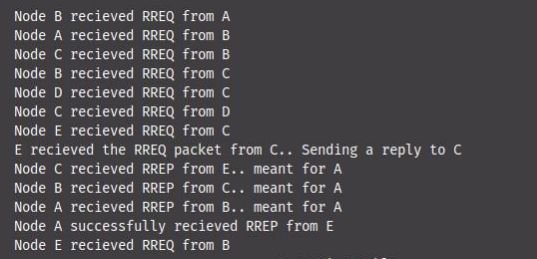 Node B recieved RREQ from A
Node A recieved RREQ from B
Node C recieved RREQ from B
Node B recieved RREQ from C
Node D recieved RREQ from C
Node C recieved RREQ from D
Node E recieved RREQ from C
E recieved the RREQ packet from C.. Sending a reply to C
Node C recieved RREP from E.. meant for A
Node B recieved RREP from C.. meant for A
Node A recieved RREP from B.. meant for A
Node A successfully recieved RREP from E
Node E recieved RREQ from B